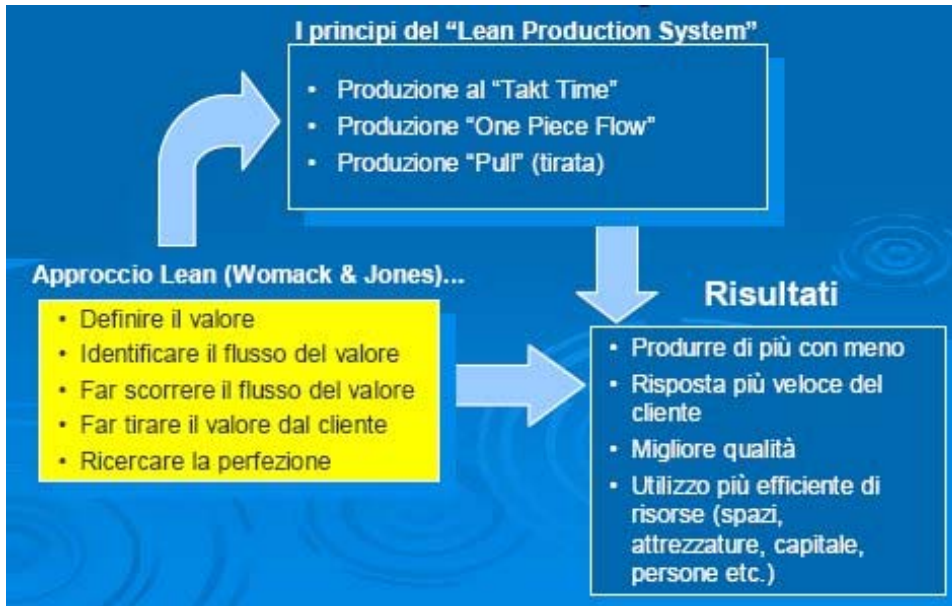 I principi del “Lean Production System”
• Produzione al “Takt Time”
• Produzione “One Piece Flow”
• Produzione “Pull” (tirata)
Approccio Lean (Womack & Jones)...
• Definire il valore
• Identificare il flusso del valore
• Far scorrere il flusso del valore
• Far tirare il valore dal cliente
• Ricercare la perfezione
Risultati
• Produrre di più con meno
• Risposta più veloce del
cliente
• Migliore qualità
• Utilizzo più efficiente di
risorse (spazi,
attrezzature, capitale,
persone etc.)